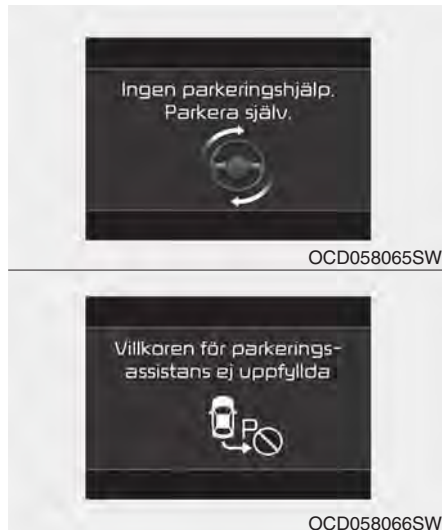 Ingen parkeringshjälp.
Parkera själv.
OCD058065SW
Villkoren för parkerings-
assistans ej uppfyllda
P
OCD058066SW